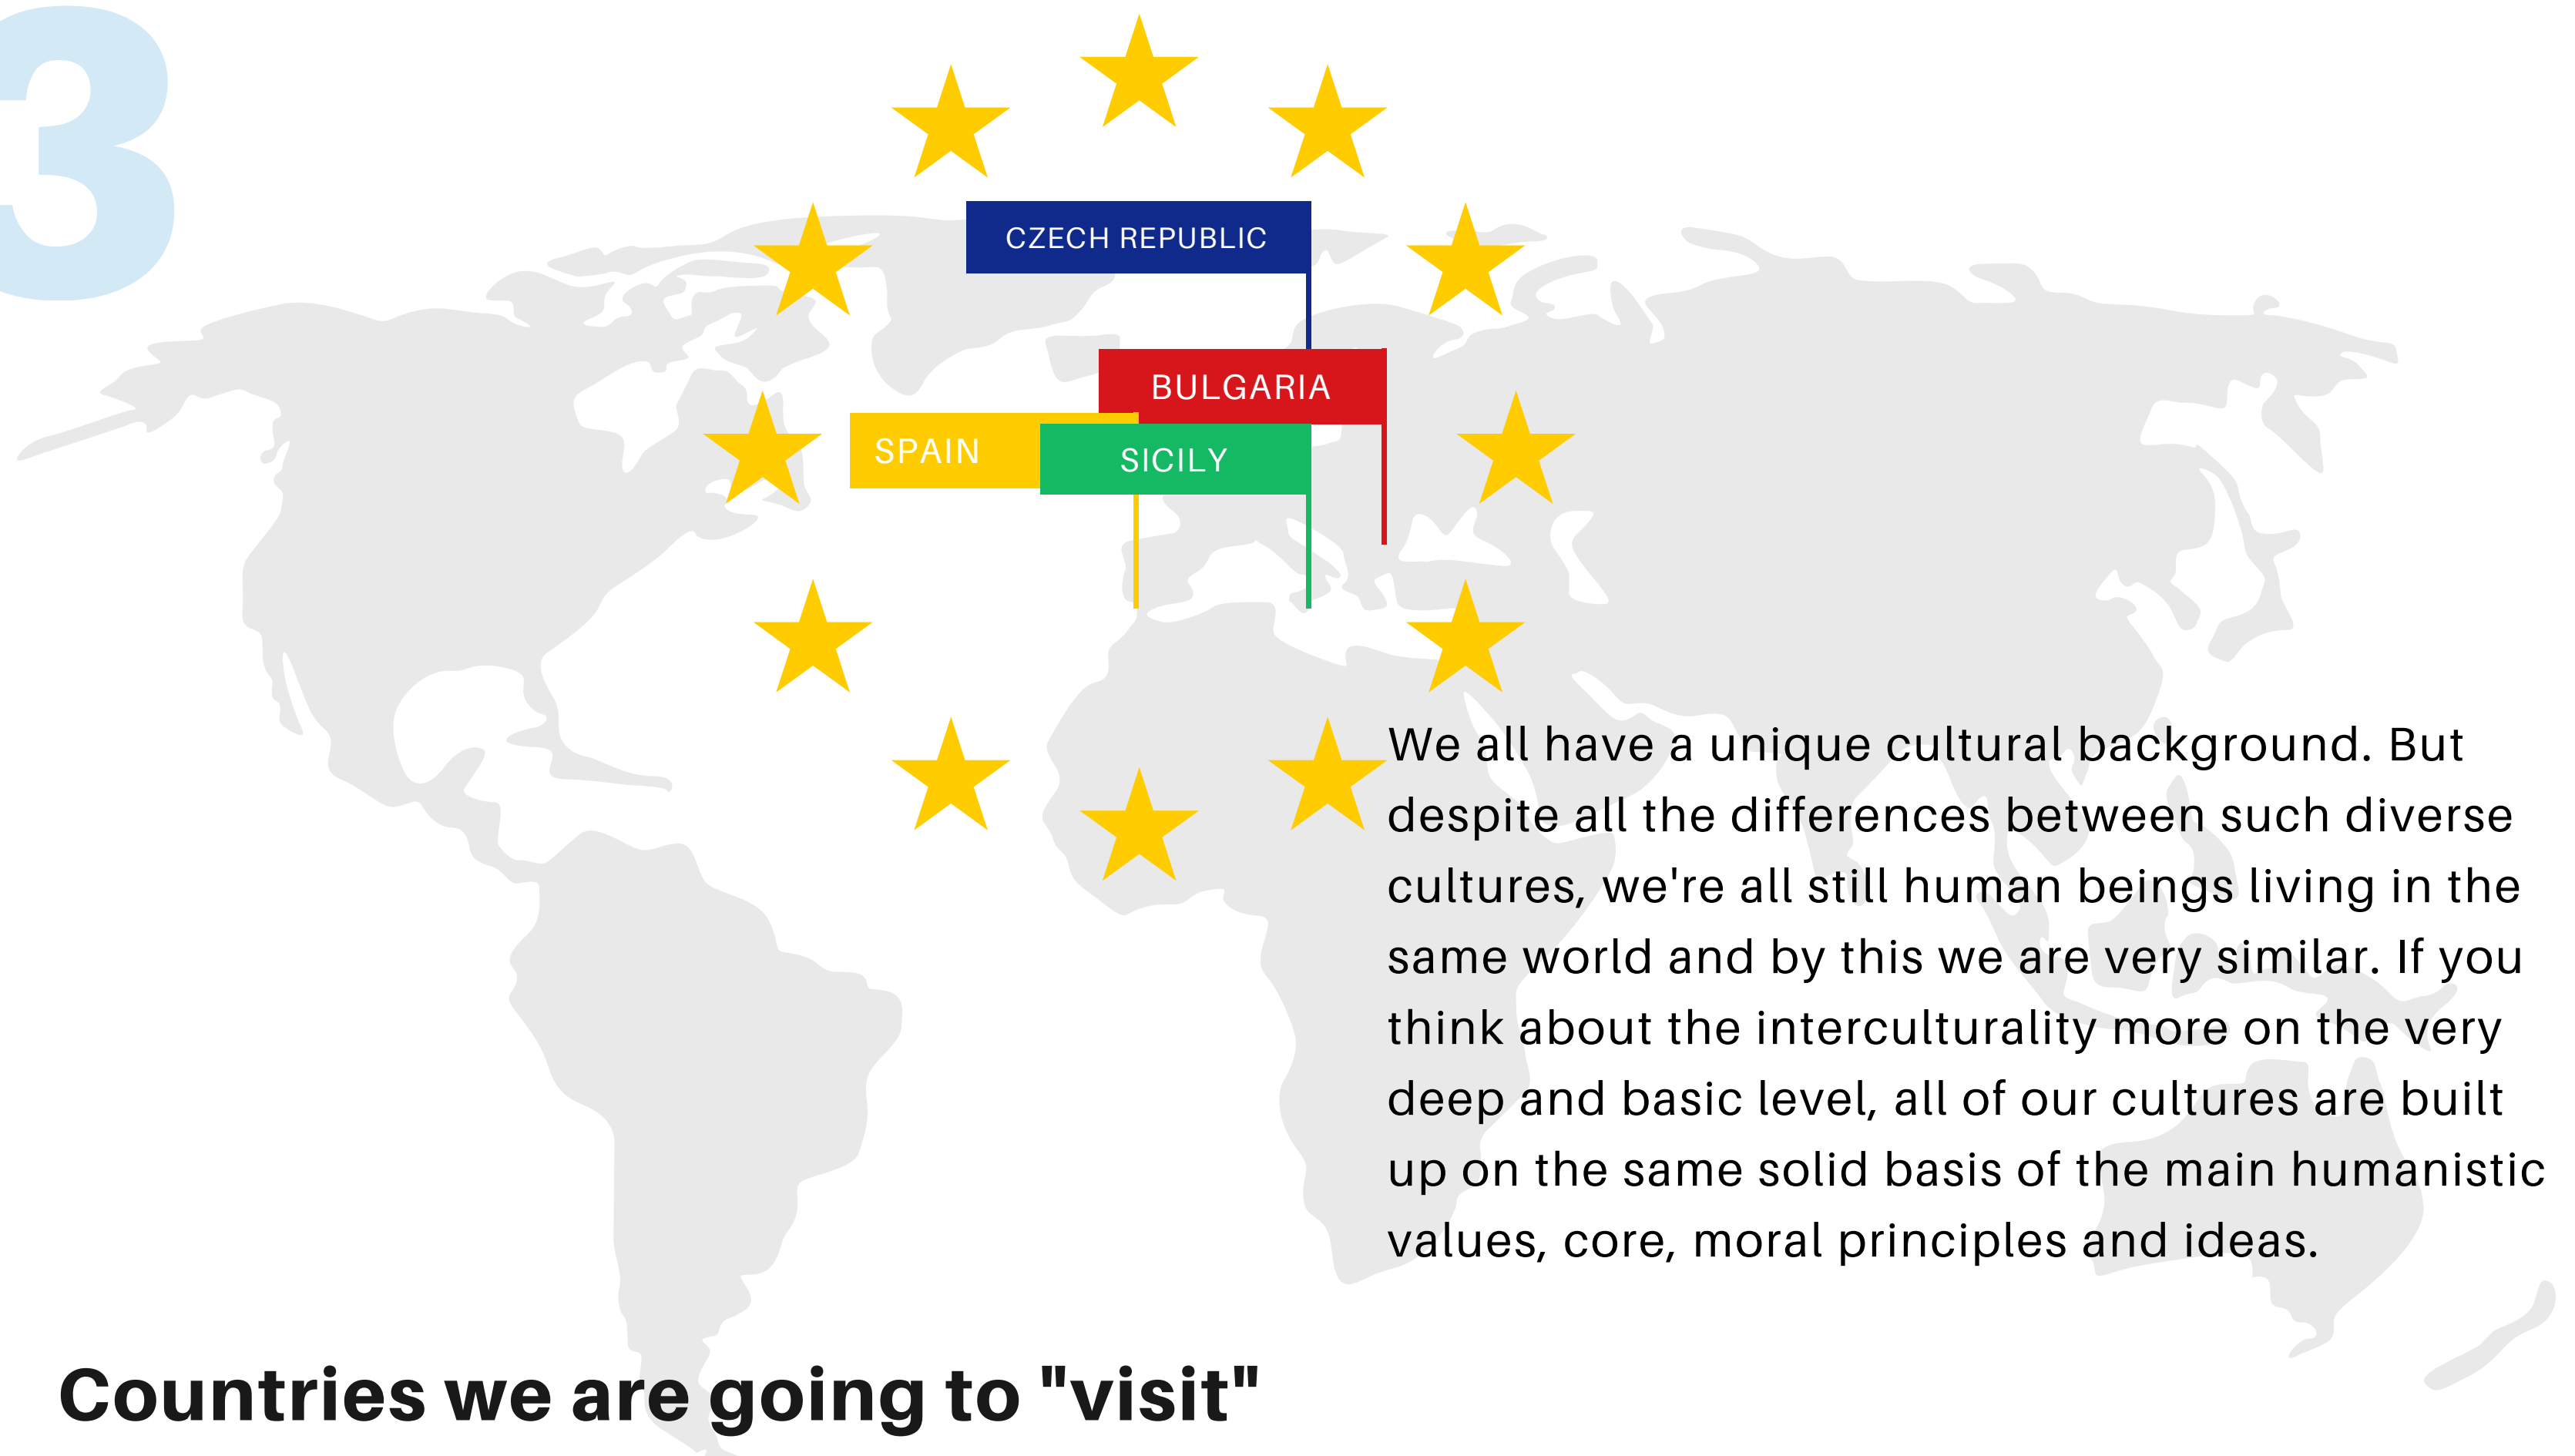 3
CZECH REPUBLIC
BULGARIA
SPAIN
SICILY
We all have a unique cultural background. But
despite all the differences between such diverse
cultures, we're all still human beings living in the
same world and by this we are very similar. If you
think about the interculturality more on the very
deep and basic level, all of our cultures are built
up on the same solid basis of the main humanistic
values, core, moral principles and ideas.
Countries we are going to "visit"